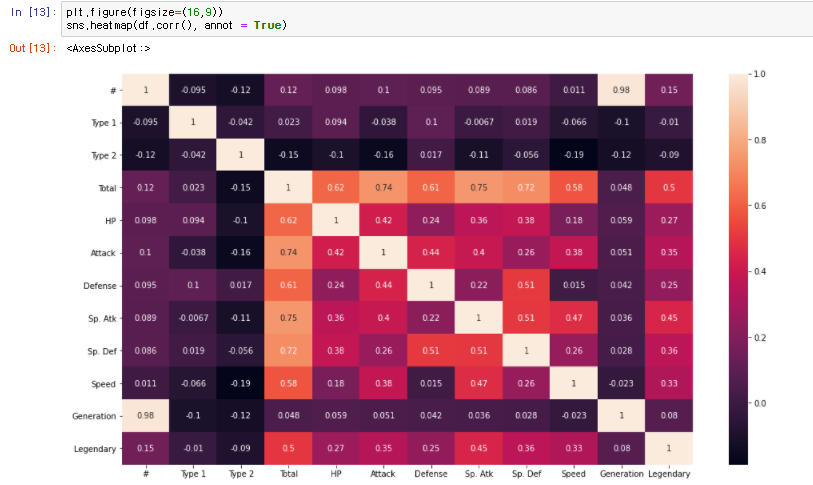 In [13]: plt.figure(figsize=(16,9))
sns.heatmap(df.corr(), annot = True)
Out[13]: <AxesSubplot:>
# 1 -0.095 -0.12 0.12 0.098 0.1 0.095 0.089 0.086 0.011 0.98 0.15
Type 1 -0.095 1 -0.042 0.023 0.094 -0.038 0.1 -0.0067 0.019 -0.066 -0.1 -0.01
Type 2 -0.12 -0.042 1 -0.15 -0.1 -0.16 0.017 -0.11 -0.056 -0.19 -0.12 -0.09
Total 0.12 0.023 -0.15 1 0.62 0.74 0.61 0.75 0.72 0.58 0.048 0.5
HP 0.098 0.094 -0.1 0.62 1 0.42 0.24 0.36 0.38 0.18 0.059 0.27
Attack 0.1 -0.038 -0.16 0.74 0.42 1 0.44 0.4 0.26 0.38 0.051 0.35
Defense 0.095 0.1 0.017 0.61 0.24 0.44 1 0.22 0.51 0.015 0.042 0.25
Sp. Atk 0.089 -0.0067 -0.11 0.75 0.36 0.4 0.22 1 0.51 0.47 0.036 0.45
Sp. Def 0.086 0.019 -0.056 0.72 0.38 0.26 0.51 0.51 1 0.26 0.028 0.36
Speed 0.011 -0.066 -0.19 0.58 0.18 0.38 0.015 0.47 0.26 1 -0.023 0.33
Generation 0.98 -0.1 -0.12 0.048 0.059 0.051 0.042 0.036 0.028 -0.023 1 0.08
Legendary 0.15 -0.01 -0.09 0.5 0.27 0.35 0.25 0.45 0.36 0.33 0.08 1
# Type 1 Type 2 Total HP Attack Defense Sp. Atk Sp. Def Speed Generation Legendary
1.0
0.8
0.6
0.4
0.2
0.0